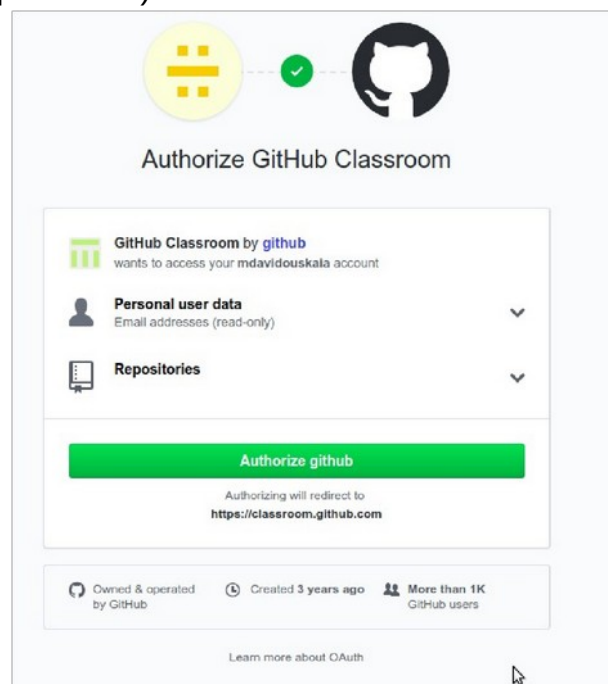 Authorize GitHub Classroom
GitHub Classroom by github
wants to access your mdavidouskaia account
Personal user data
Email addresses (read-only)
Repositories
Authorize github
Authorizing will redirect to
https://classroom.github.com
Owned & operated
by GitHub
Created 3 years ago
More than 1K
GitHub users
Learn more about OAuth